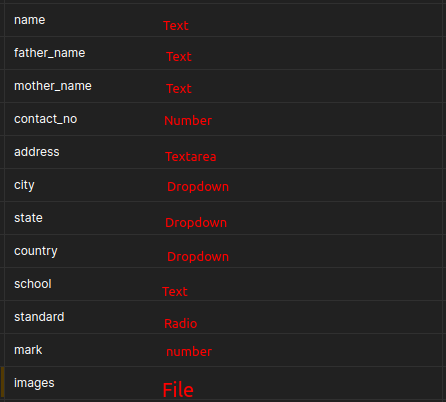 name Text
father_name Text
mother_name Text
contact_no Number
address Textarea
city Dropdown
state Dropdown
country Dropdown
school Text
standard Radio
mark number
images File